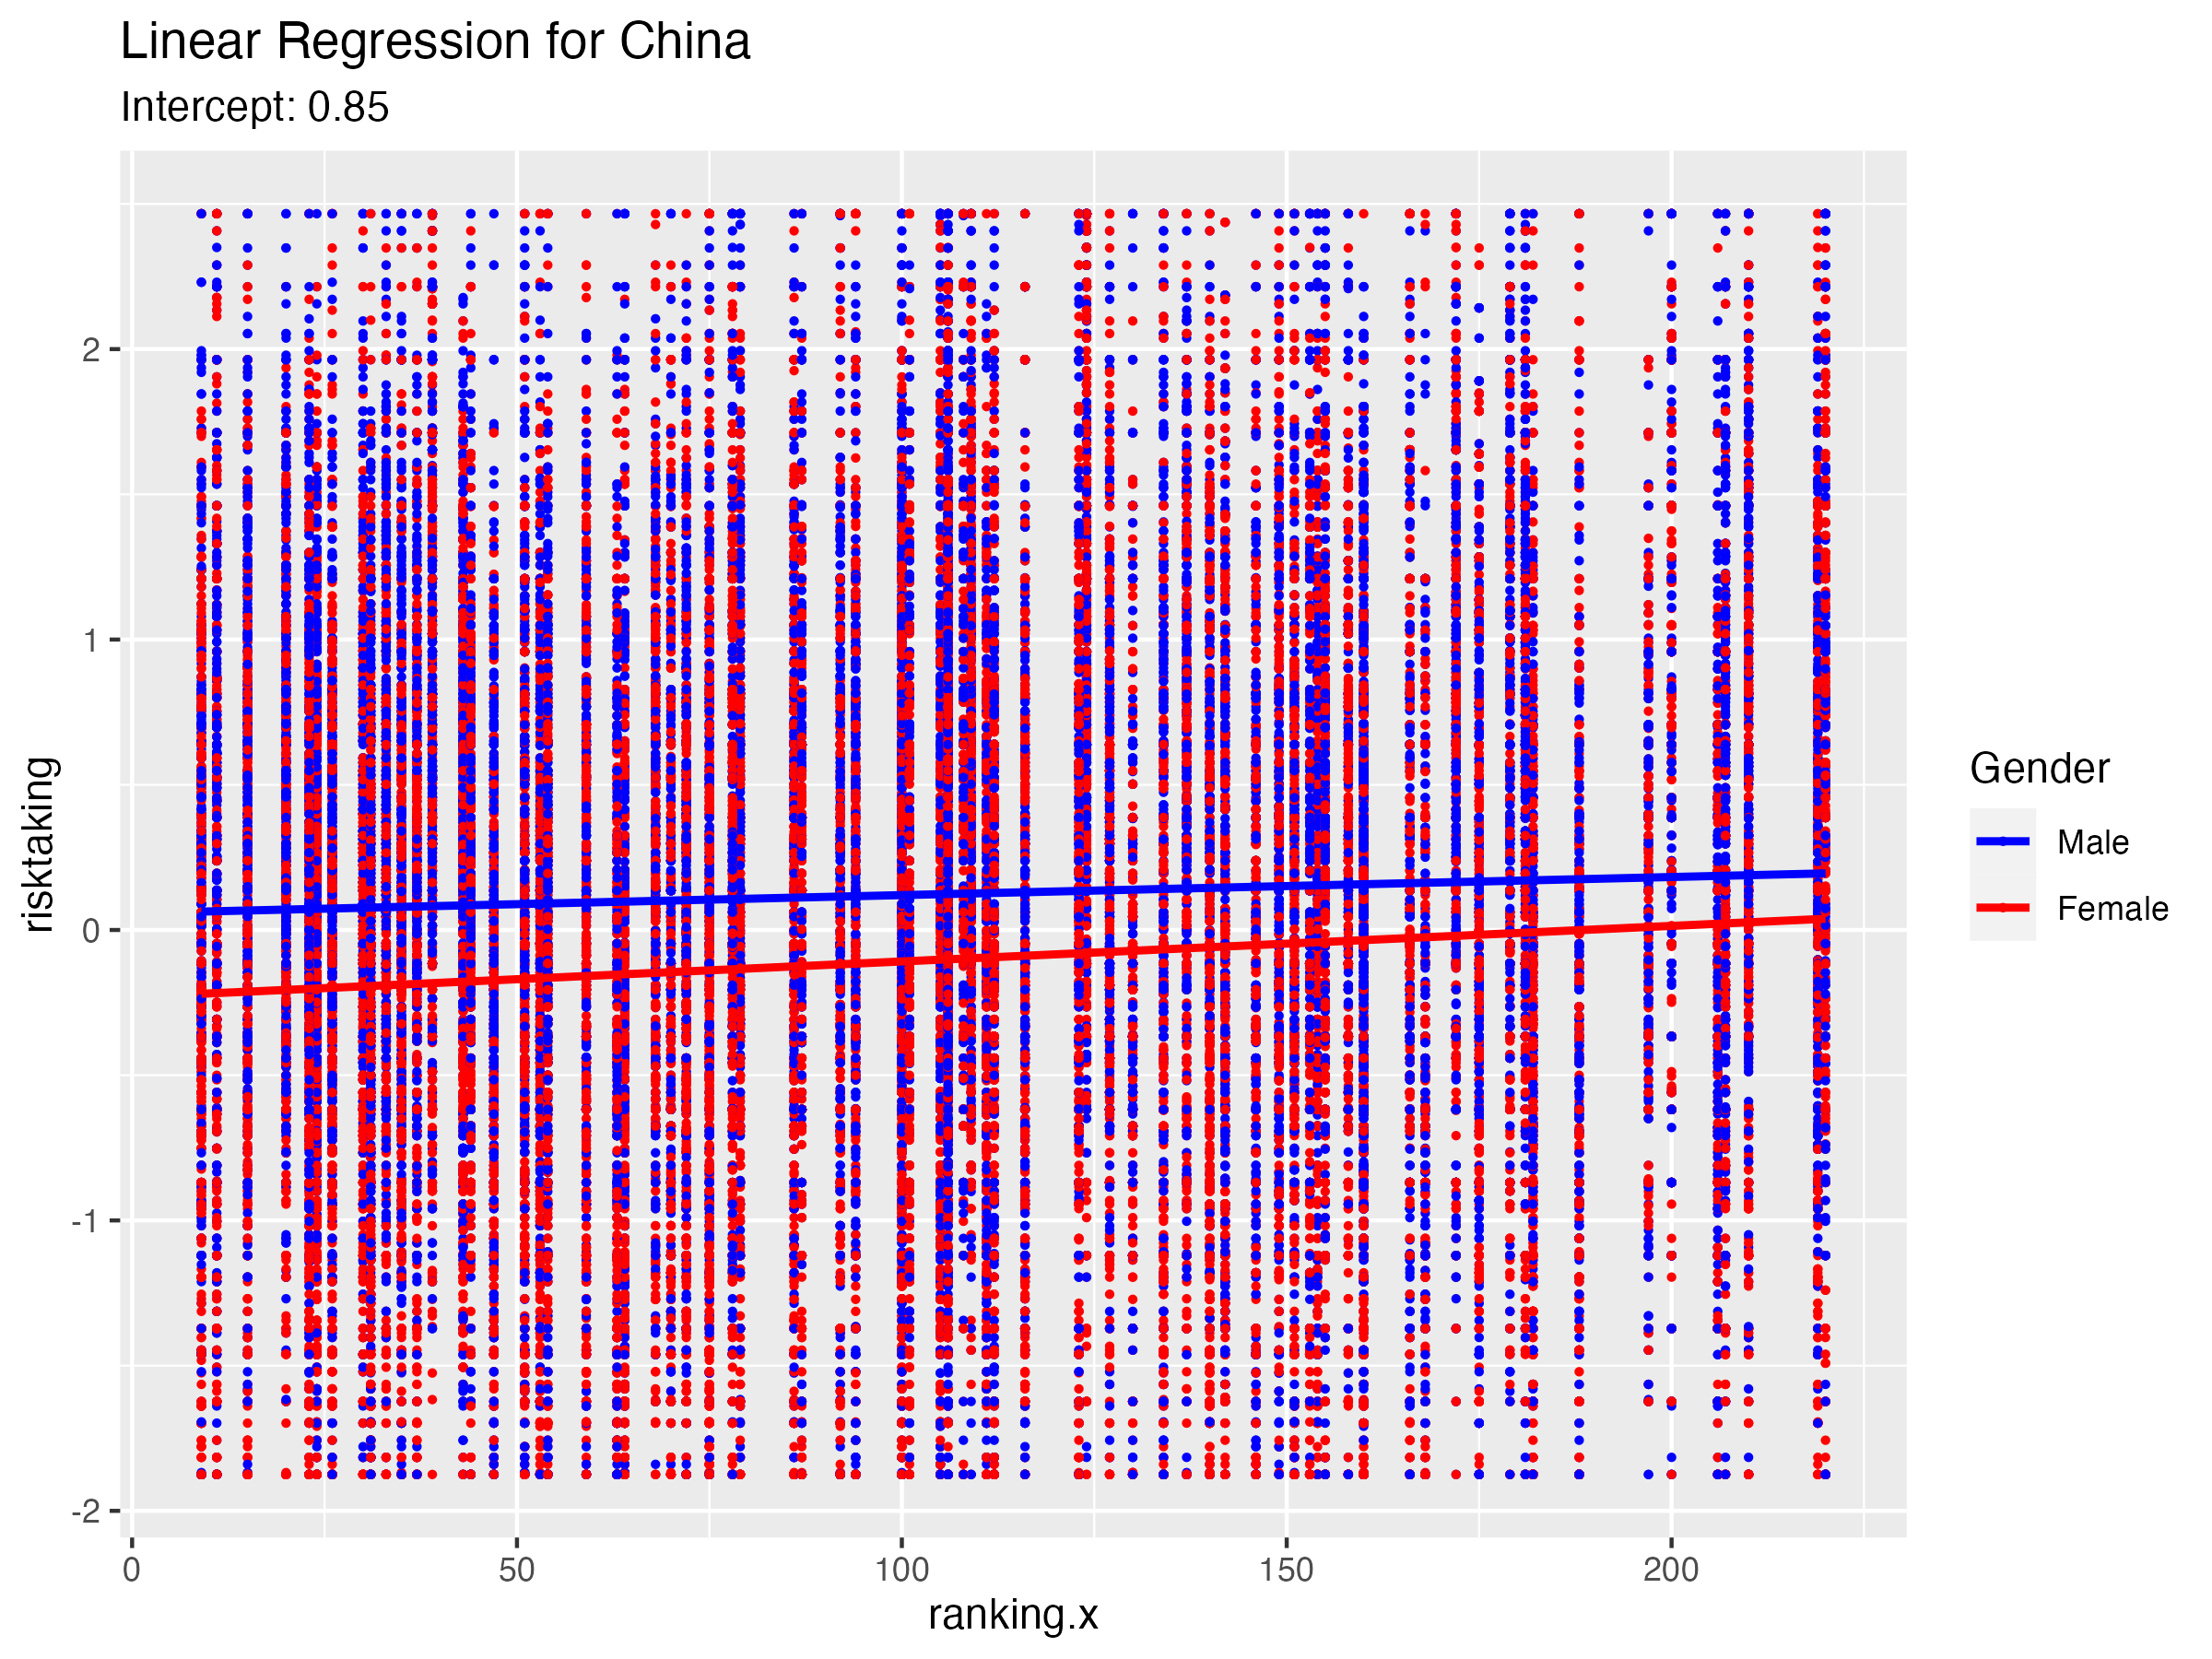 Linear Regression for China
Intercept: 0.85
risktaking
2
1
0
-1
-2
0 50 100 150 200
ranking.x
Gender
Male
Female